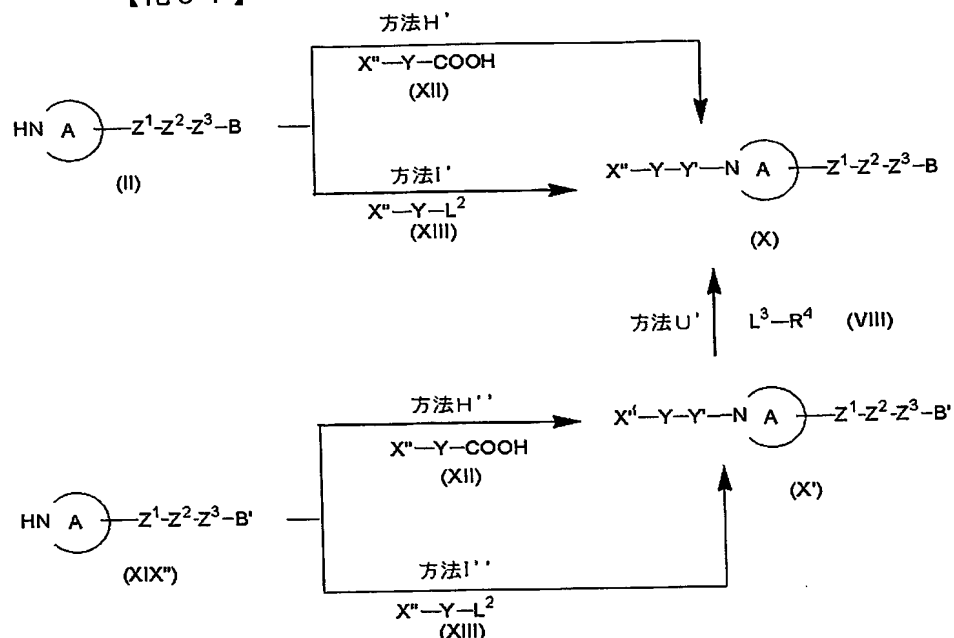 方法H'
X"—Y—COOH
(XII)
HN A —Z¹-Z²-Z³—B
(II)
方法I'
X"—Y—L²
(XIII)
X"—Y—Y'—N A —Z¹-Z²-Z³—B
(X)
方法U' L³—R⁴ (VIII)
方法H''
X"—Y—COOH
(XII)
X"—Y—Y'—N A —Z¹-Z²-Z³—B'
(X')
HN A —Z¹-Z²-Z³—B'
(XIX")
方法I''
X"—Y—L²
(XIII)